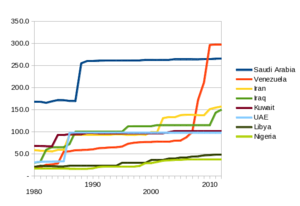 350.0
300.0
250.0
200.0
150.0
100.0
50.0
-
1980
1990
2000
2010
Saudi Arabia
Venezuela
Iran
Iraq
Kuwait
UAE
Libya
Nigeria